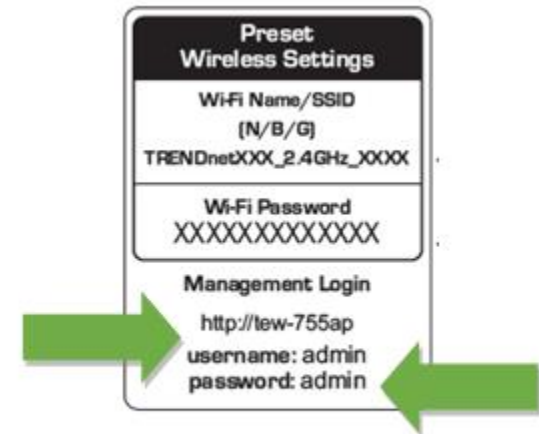 Preset
Wireless Settings
Wi-Fi Name/SSID
(N/B/G)
TRENDnetXXX_2.4GHz_XXXX
Wi-Fi Password
XXXXXXXXXXXXX
Management Login
http://tew-755ap
username: admin
password: admin